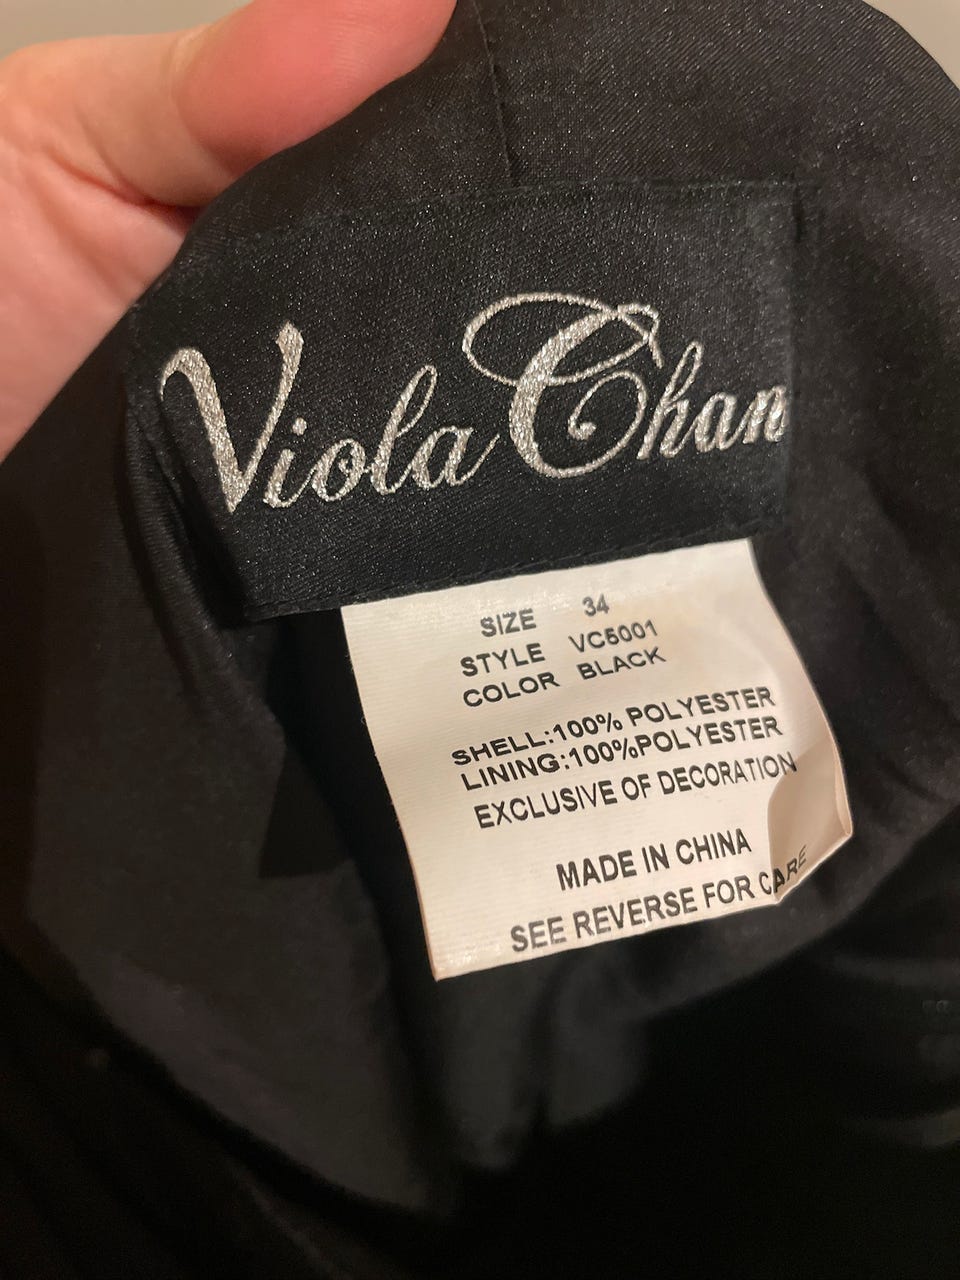 Viola Chan
SIZE 34
STYLE VC5001
COLOR BLACK
SHELL:100% POLYESTER
LINING:100%POLYESTER
EXCLUSIVE OF DECORATION
MADE IN CHINA
SEE REVERSE FOR CARE